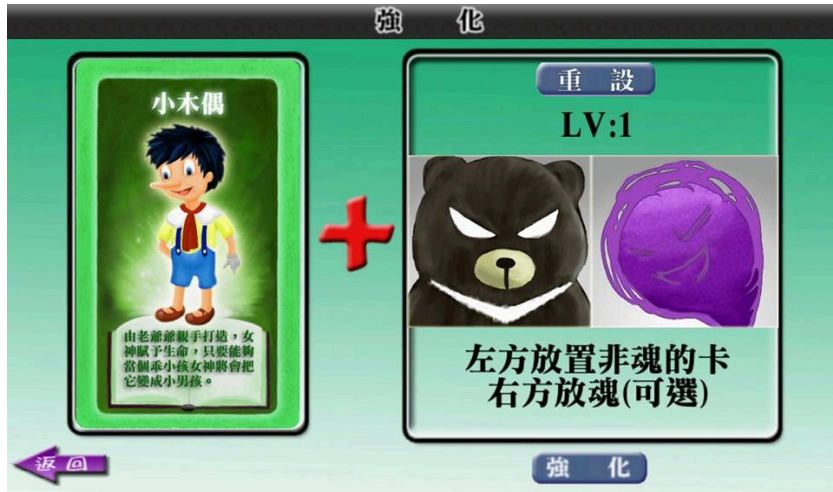 強 化
小木偶
由老爺爺親手打造，女
神賦予生命，只要能夠
當個乖小孩女神將會把
它變成小男孩。
重 設
LV:1
左方放置非魂的卡
右方放魂(可選)
返回
強 化